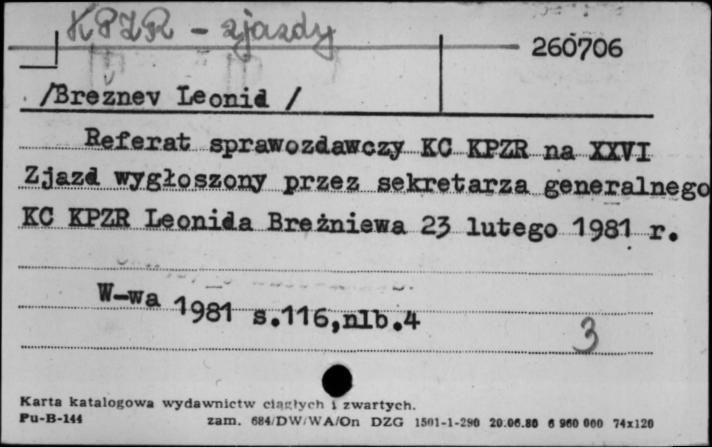 KPZR - zjazdy
260706
/Breżnev Leonid /
Referat sprawozdawczy KC KPZR na XXVI
Zjazd wygłoszony przez sekretarza generalnego
KC KPZR Leonida Breżniewa 23 lutego 1981 r.
W-wa 1981 s.116,nlb.4
3
Karta katalogowa wydawnictw ciągłych i zwartych.
Pu-B-144 zam. 684/DW/WA/On DZG 1501-1-290 20.06.80 6 960 000 74x120